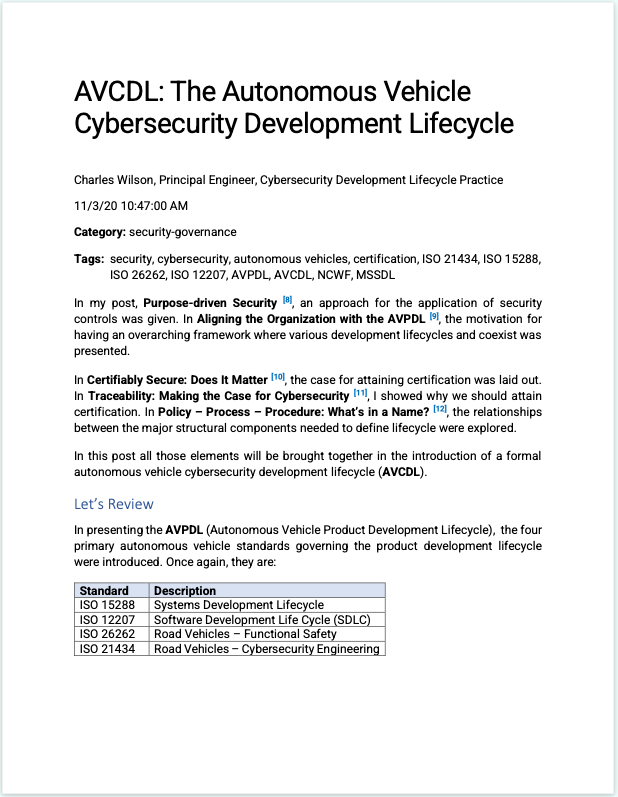 AVCDL: The Autonomous Vehicle
Cybersecurity Development Lifecycle
Charles Wilson, Principal Engineer, Cybersecurity Development Lifecycle Practice
11/3/20 10:47:00 AM
Category: security-governance
Tags: security, cybersecurity, autonomous vehicles, certification, ISO 21434, ISO 15288,
ISO 26262, ISO 12207, AVPDL, AVCDL, NCWF, MSSDL
In my post, Purpose-driven Security [8], an approach for the application of security
controls was given. In Aligning the Organization with the AVPDL [9], the motivation for
having an overarching framework where various development lifecycles and coexist was
presented.
In Certifiably Secure: Does It Matter [10], the case for attaining certification was laid out.
In Traceability: Making the Case for Cybersecurity [11], I showed why we should attain
certification. In Policy – Process – Procedure: What's in a Name? [12], the relationships
between the major structural components needed to define lifecycle were explored.
In this post all those elements will be brought together in the introduction of a formal
autonomous vehicle cybersecurity development lifecycle (AVCDL).
Let's Review
In presenting the AVPDL (Autonomous Vehicle Product Development Lifecycle), the four
primary autonomous vehicle standards governing the product development lifecycle
were introduced. Once again, they are:
Standard Description
ISO 15288 Systems Development Lifecycle
ISO 12207 Software Development Life Cycle (SDLC)
ISO 26262 Road Vehicles – Functional Safety
ISO 21434 Road Vehicles – Cybersecurity Engineering